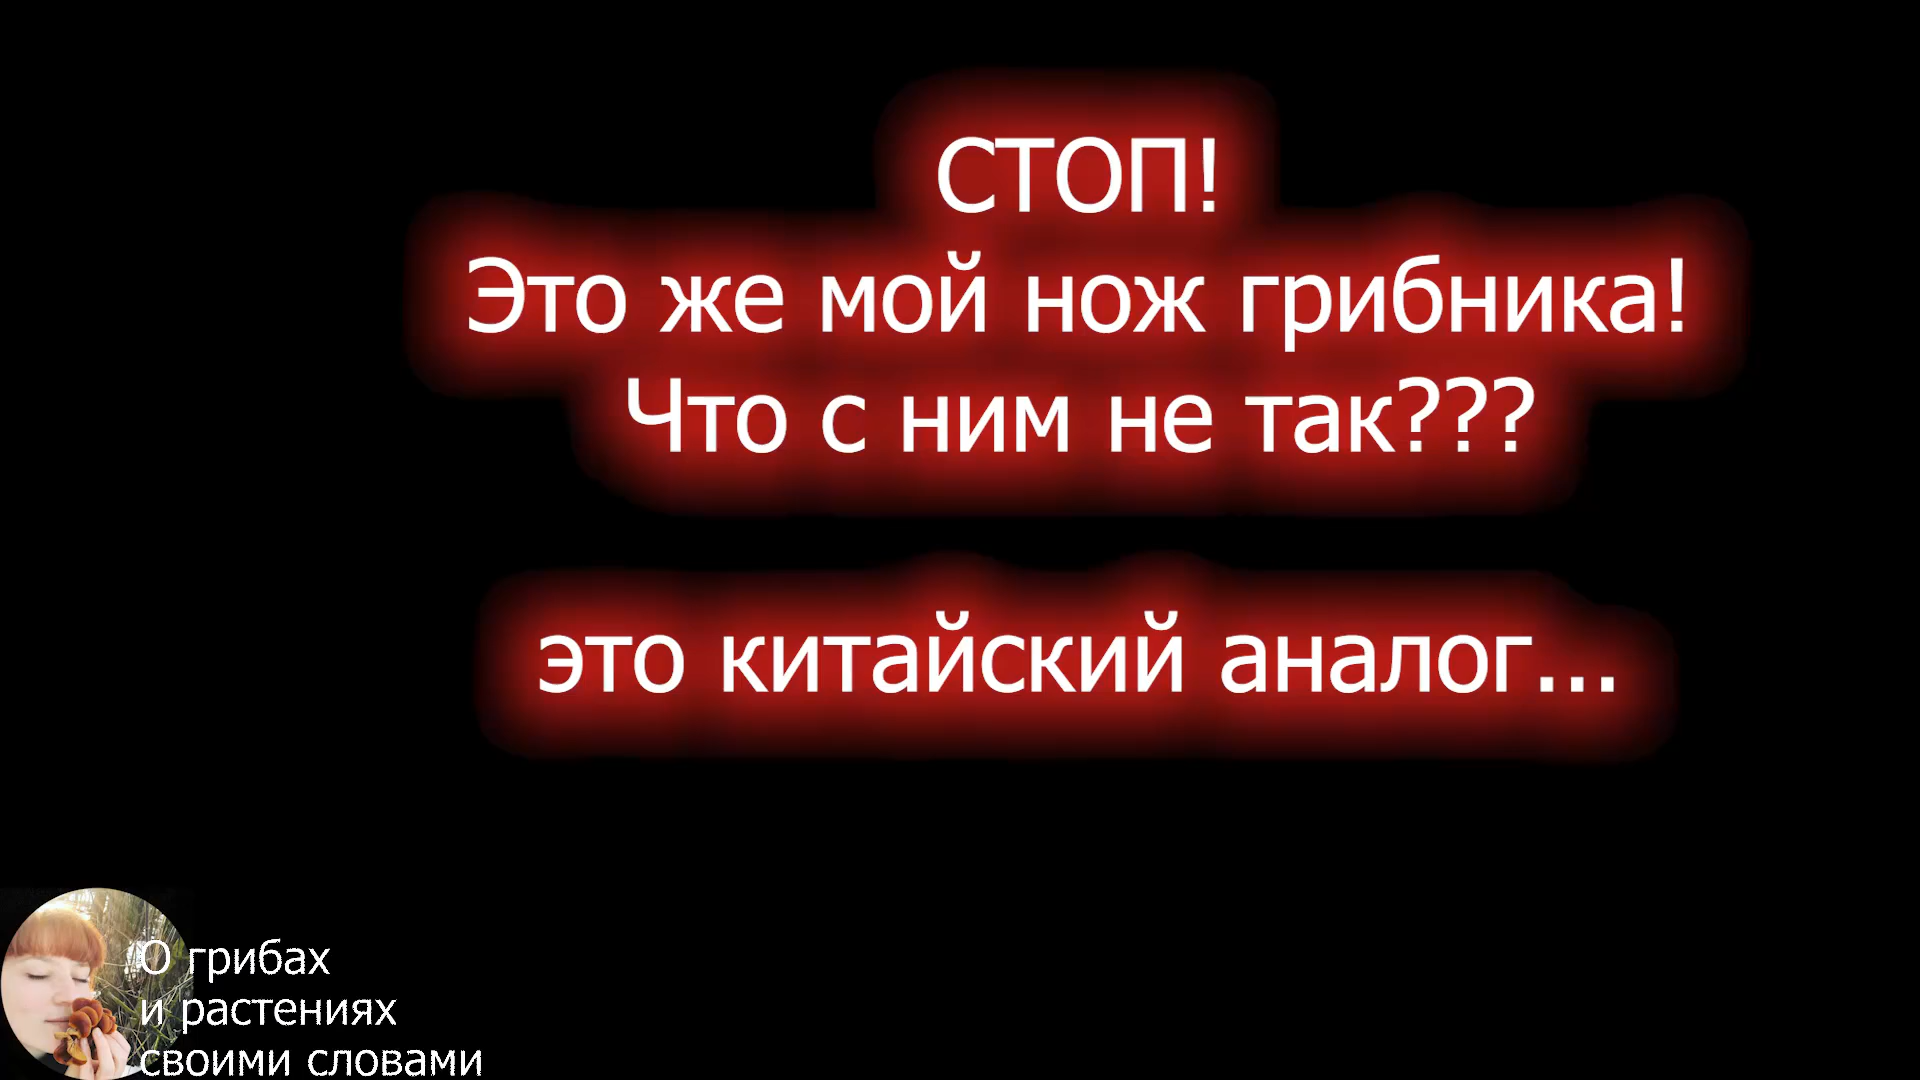 СТОП!
Это же мой нож грибника!
Что с ним не так???
это китайский аналог...
О грибах
и растениях
своими словами